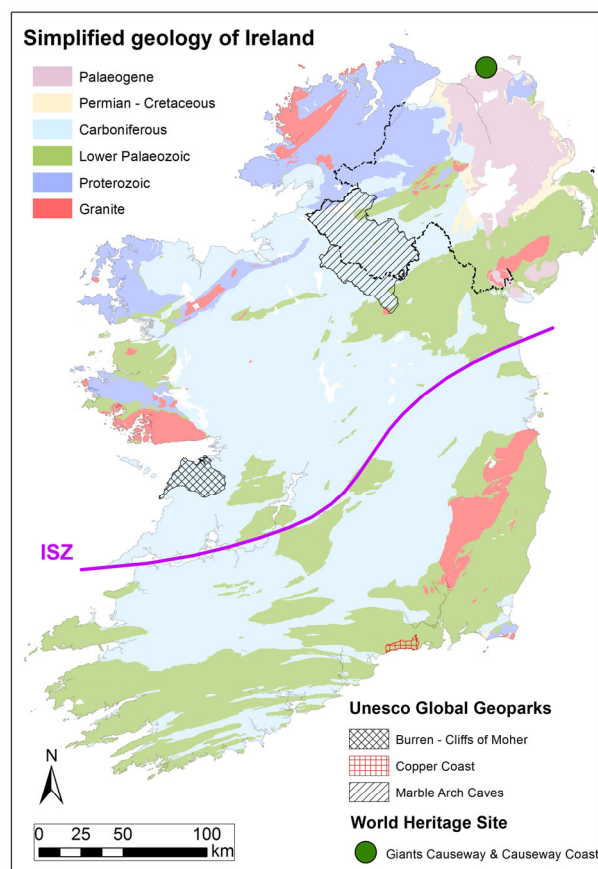 Simplified geology of Ireland
Palaeogene
Permian - Cretaceous
Carboniferous
Lower Palaeozoic
Proterozoic
Granite
ISZ
Unesco Global Geoparks
Burren - Cliffs of Moher
Copper Coast
Marble Arch Caves
World Heritage Site
Giants Causeway & Causeway Coast
N
0 25 50 100
km